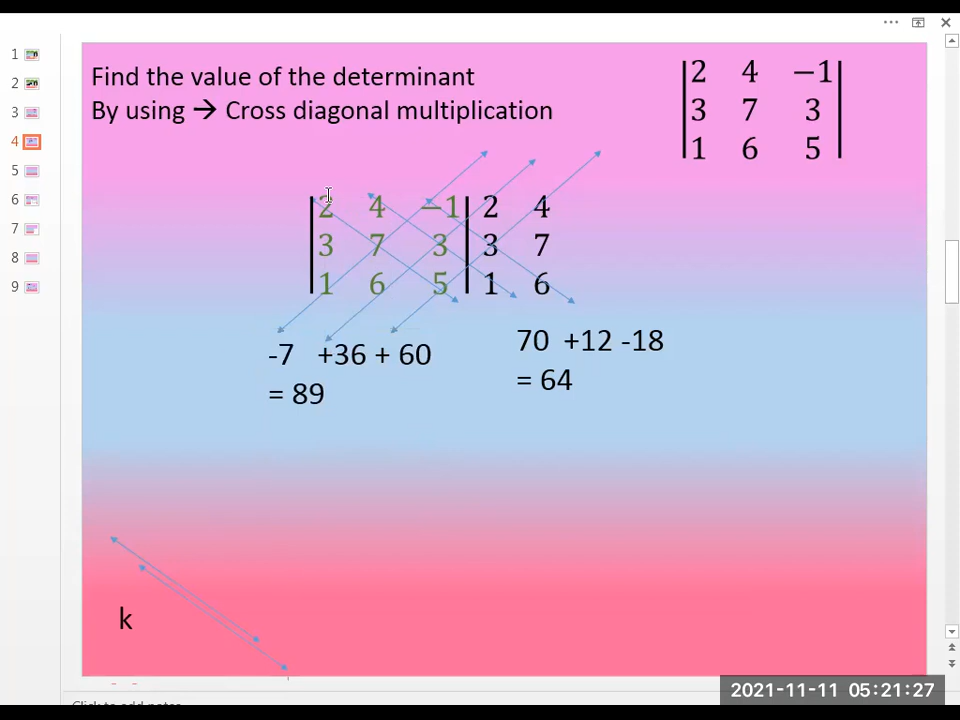 1
2
3
4
5
6
7
8
9
Find the value of the determinant
By using → Cross diagonal multiplication
2 4 −1
3 7 3
1 6 5
2 4 −1 2 4
3 7 3 3 7
1 6 5 1 6
-7 +36 + 60
= 89
70 +12 -18
= 64
k
2021-11-11 05:21:27